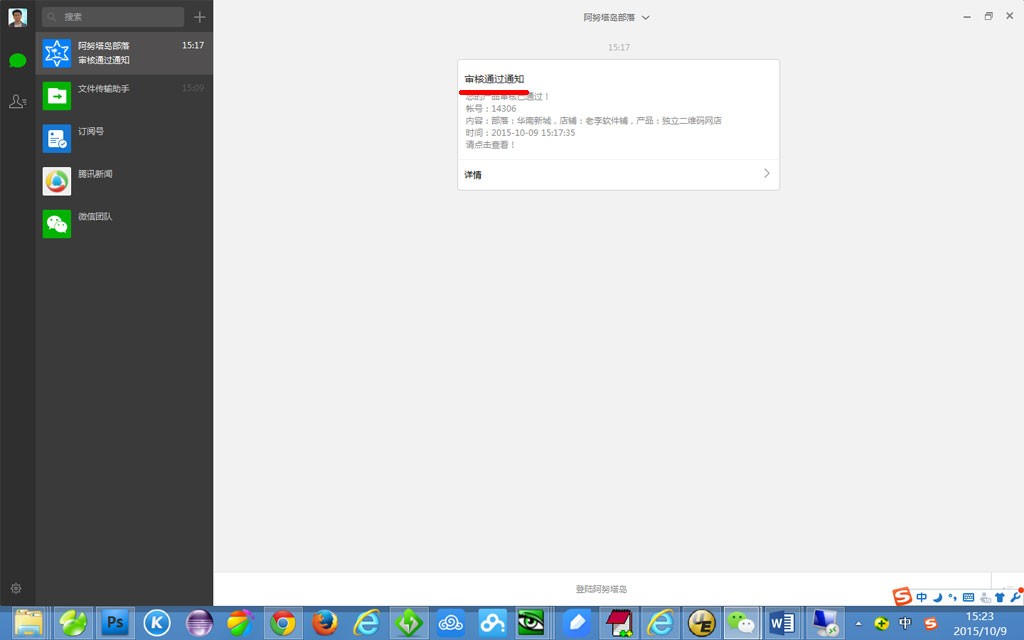 搜索
阿努塔岛部落 15:17
审核通过通知
文件传输助手 15:09
订阅号
腾讯新闻
微信团队
阿努塔岛部落
15:17
审核通过通知
您的产品审核已通过！
帐号：14306
内容：部落：华南新城，店铺：老李软件铺，产品：独立二维码网店
时间：2015-10-09 15:17:35
请点击查看！
详情
登陆阿努塔岛
中
Ps
K
W
中
15:23
2015/10/9